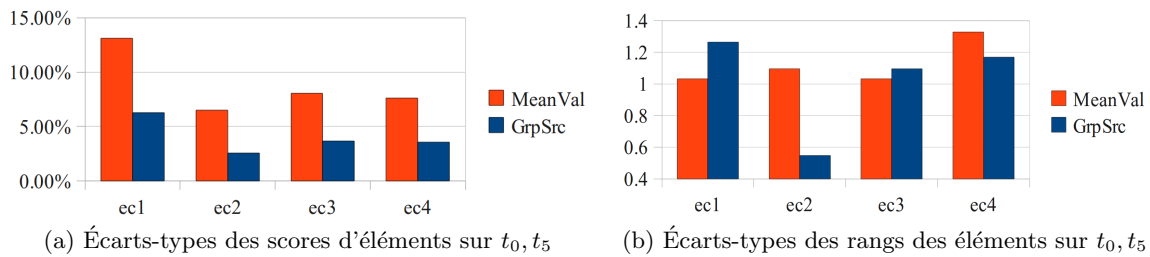 15.00%
10.00%
5.00%
0.00%
ec1 ec2 ec3 ec4
MeanVal
GrpSrc
(a) Écarts-types des scores d'éléments sur t₀, t₅
1.4
1.2
1
0.8
0.6
0.4
ec1 ec2 ec3 ec4
MeanVal
GrpSrc
(b) Écarts-types des rangs des éléments sur t₀, t₅